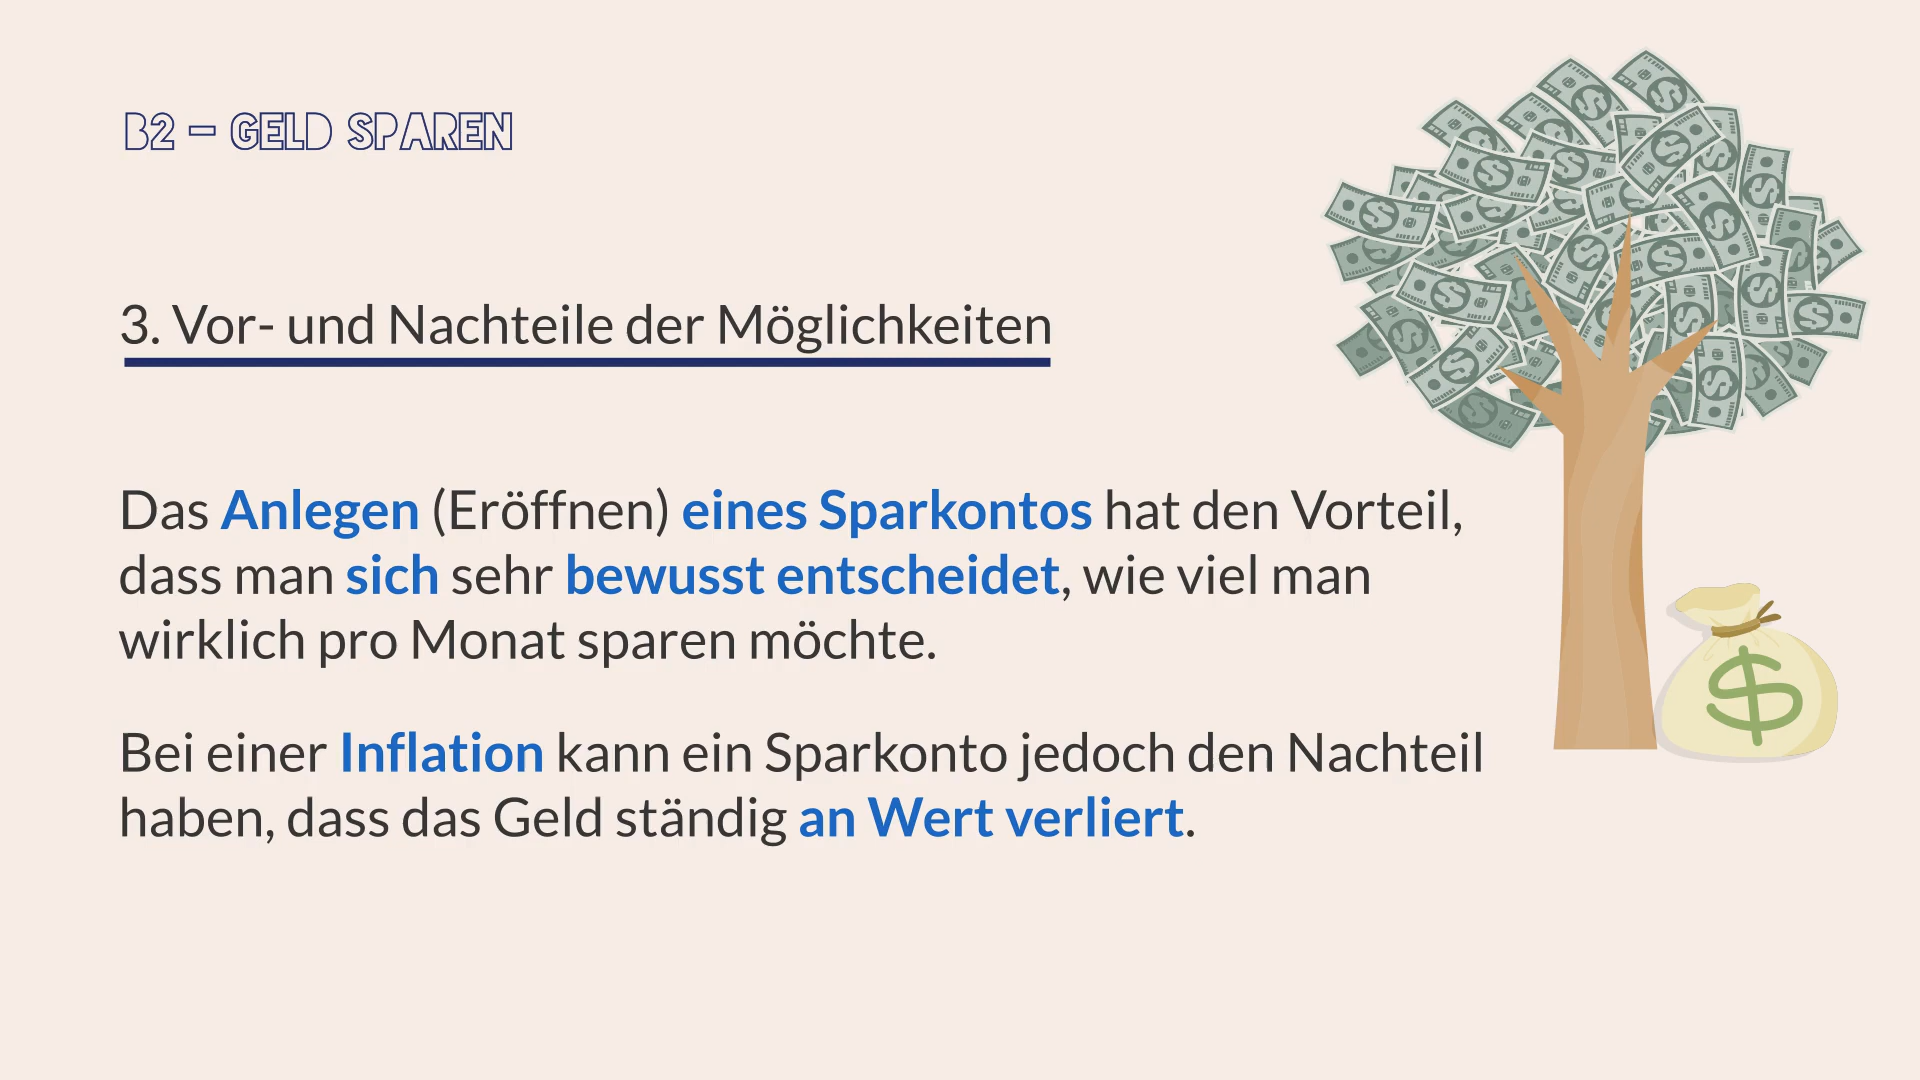 B2 – GELD SPAREN
3. Vor- und Nachteile der Möglichkeiten
Das Anlegen (Eröffnen) eines Sparkontos hat den Vorteil,
dass man sich sehr bewusst entscheidet, wie viel man
wirklich pro Monat sparen möchte.
Bei einer Inflation kann ein Sparkonto jedoch den Nachteil
haben, dass das Geld ständig an Wert verliert.